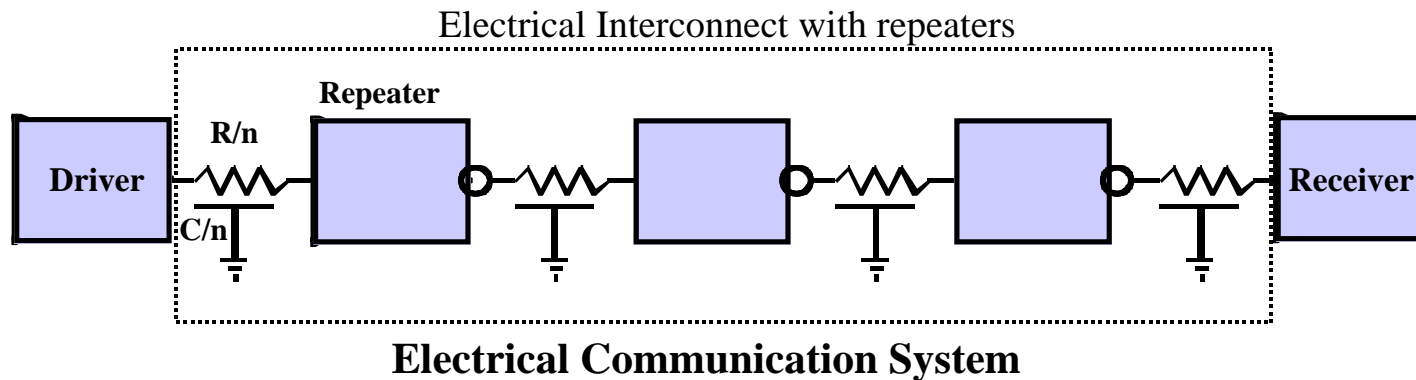 Electrical Interconnect with repeaters
Repeater
R/n
Driver
Receiver
C/n
Electrical Communication System